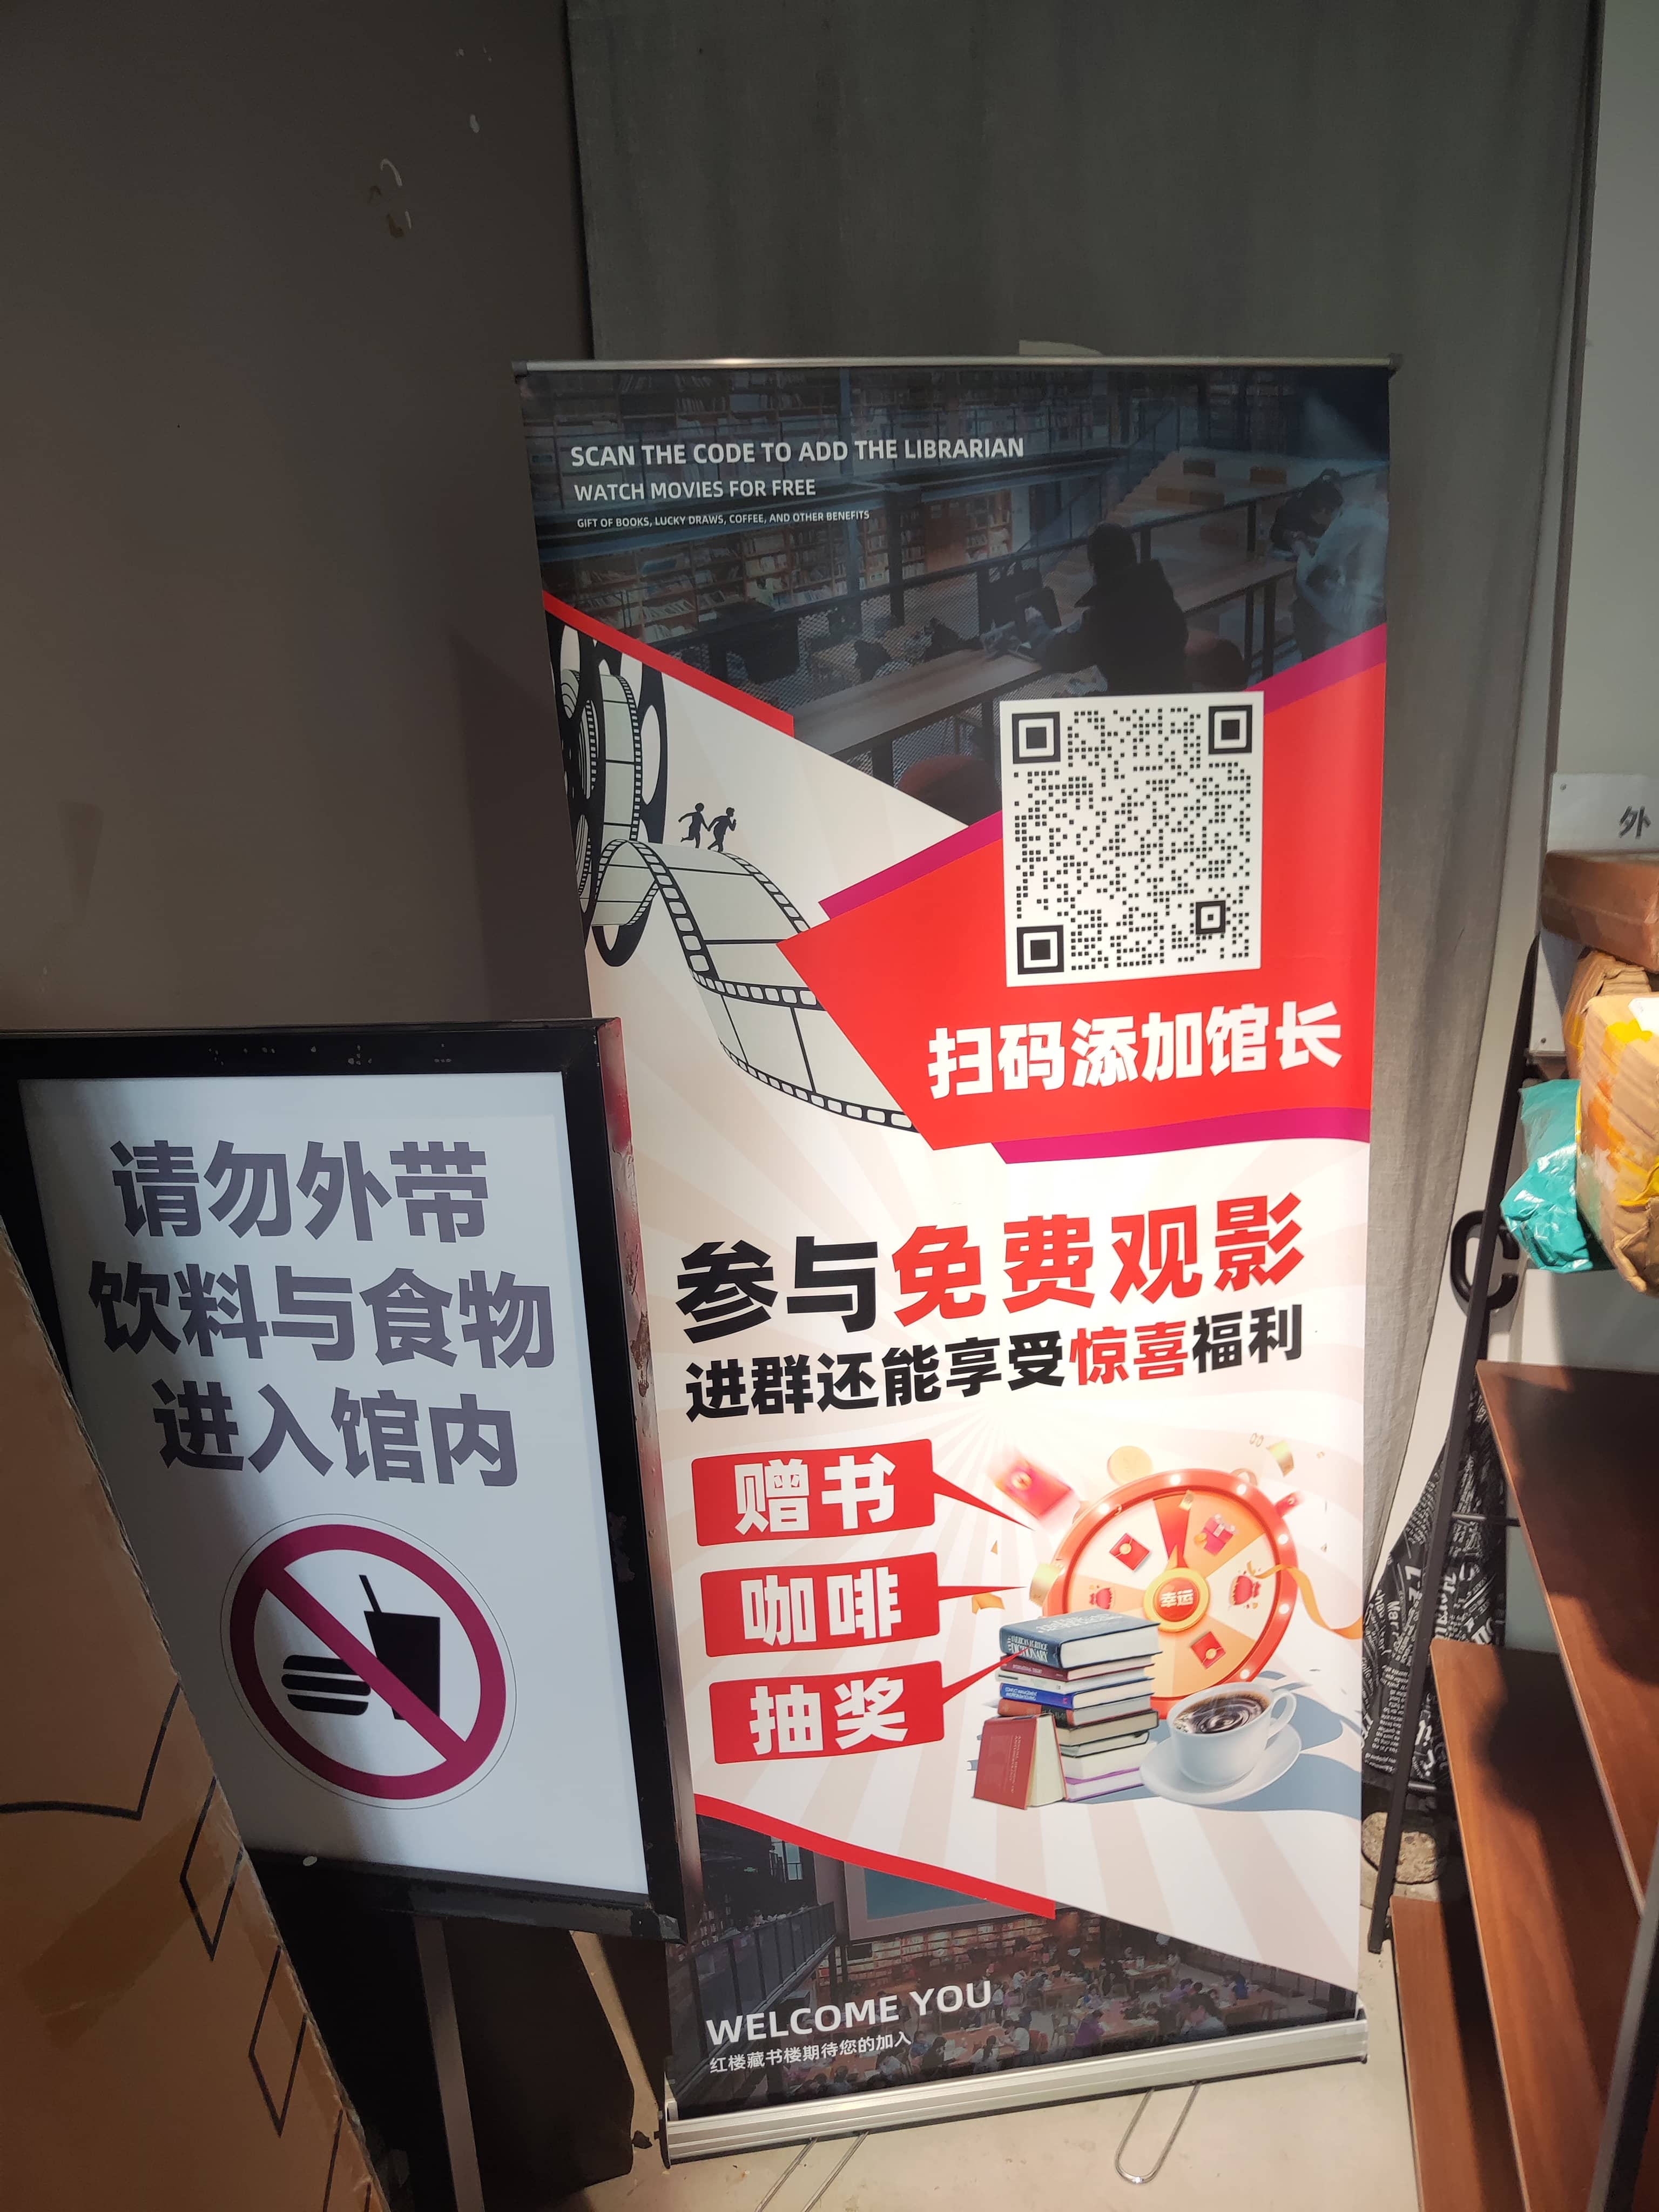 SCAN THE CODE TO ADD THE LIBRARIAN
WATCH MOVIES FOR FREE
GIFT OF BOOKS, LUCKY DRAWS, COFFEE, AND OTHER BENEFITS
扫码添加馆长
参与免费观影
进群还能享受惊喜福利
赠书
咖啡
抽奖
幸运
WELCOME YOU
红楼藏书楼期待您的加入
请勿外带
饮料与食物
进入馆内
外